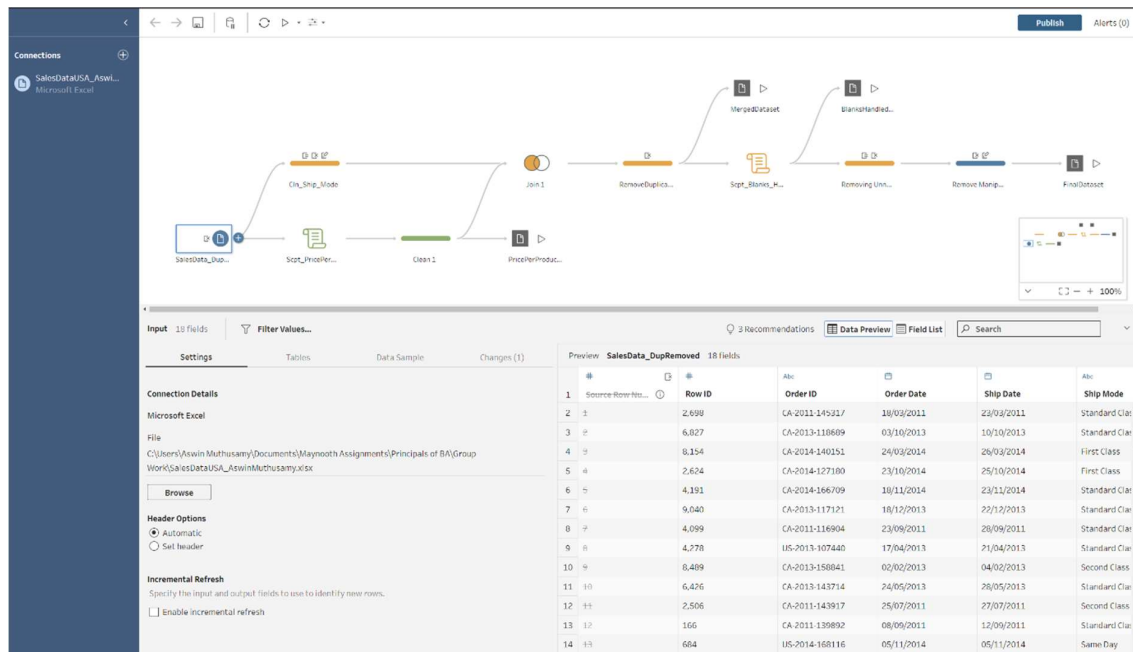 Publish
Alerts (0)
Connections
SalesDataUSA_Aswi...
Microsoft Excel
MergedDataset
BlanksHandled...
Cln_Ship_Mode
Join 1
RemoveDuplica...
Scpt_Blanks_H...
Removing Unn...
Remove Manip...
FinalDataset
SalesData_Dup...
Scpt_PricePer...
Clean 1
PricePerProduc...
100%
Input 18 fields Filter Values...
3 Recommendations Data Preview Field List Search
Settings Tables Data Sample Changes (1)
Connection Details
Microsoft Excel
File
C:\Users\Aswin Muthusamy\Documents\Maynooth Assignments\Principals of BA\Group
Work\SalesDataUSA_AswinMuthusamy.xlsx
Browse
Header Options
Automatic
Set header
Incremental Refresh
Specify the input and output fields to use to identify new rows.
Enable incremental refresh
Preview SalesData_DupRemoved 18 fields
# # Abc Abc
1 Source Row Nu... Row ID Order ID Order Date Ship Date Ship Mode
2 1 2,698 CA-2011-145317 18/03/2011 23/03/2011 Standard Clas
3 2 6,827 CA-2013-118689 03/10/2013 10/10/2013 Standard Clas
4 3 8,154 CA-2014-140151 24/03/2014 26/03/2014 First Class
5 4 2,624 CA-2014-127180 23/10/2014 25/10/2014 First Class
6 5 4,191 CA-2014-166709 18/11/2014 23/11/2014 Standard Clas
7 6 9,040 CA-2013-117121 18/12/2013 22/12/2013 Standard Clas
8 7 4,099 CA-2011-116904 23/09/2011 28/09/2011 Standard Clas
9 8 4,278 US-2013-107440 17/04/2013 21/04/2013 Standard Clas
10 9 8,489 CA-2013-158841 02/02/2013 04/02/2013 Second Class
11 10 6,426 CA-2013-143714 24/05/2013 28/05/2013 Standard Clas
12 11 2,506 CA-2011-143917 25/07/2011 27/07/2011 Second Class
13 12 166 CA-2011-139892 08/09/2011 12/09/2011 Standard Clas
14 13 684 US-2014-168116 05/11/2014 05/11/2014 Same Day